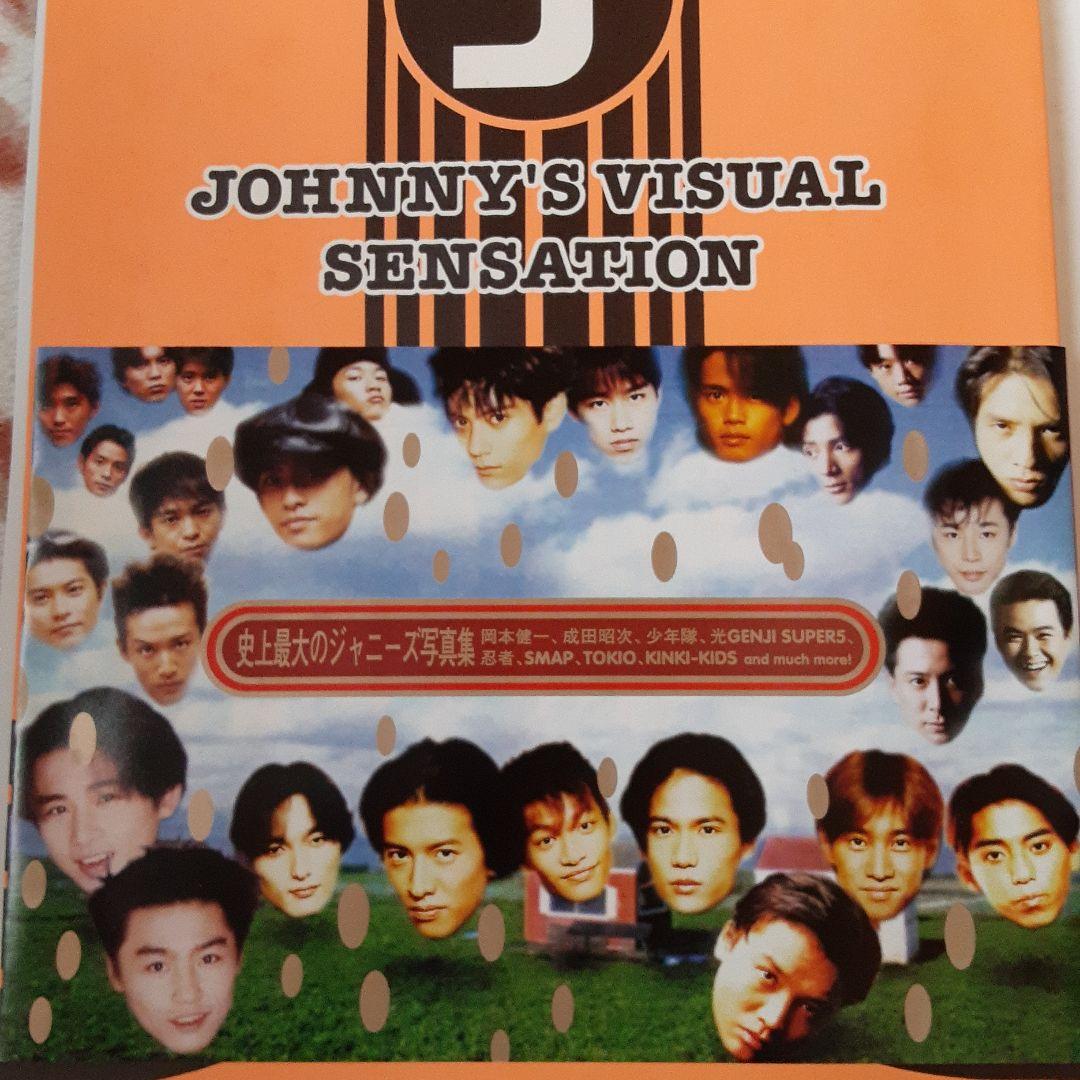 J
JOHNNY'S VISUAL
SENSATION
史上最大のジャニーズ写真集
岡本健一、成田昭次、少年隊、光GENJI SUPER5、
忍者、SMAP、TOKIO、KINKI-KIDS and much more!